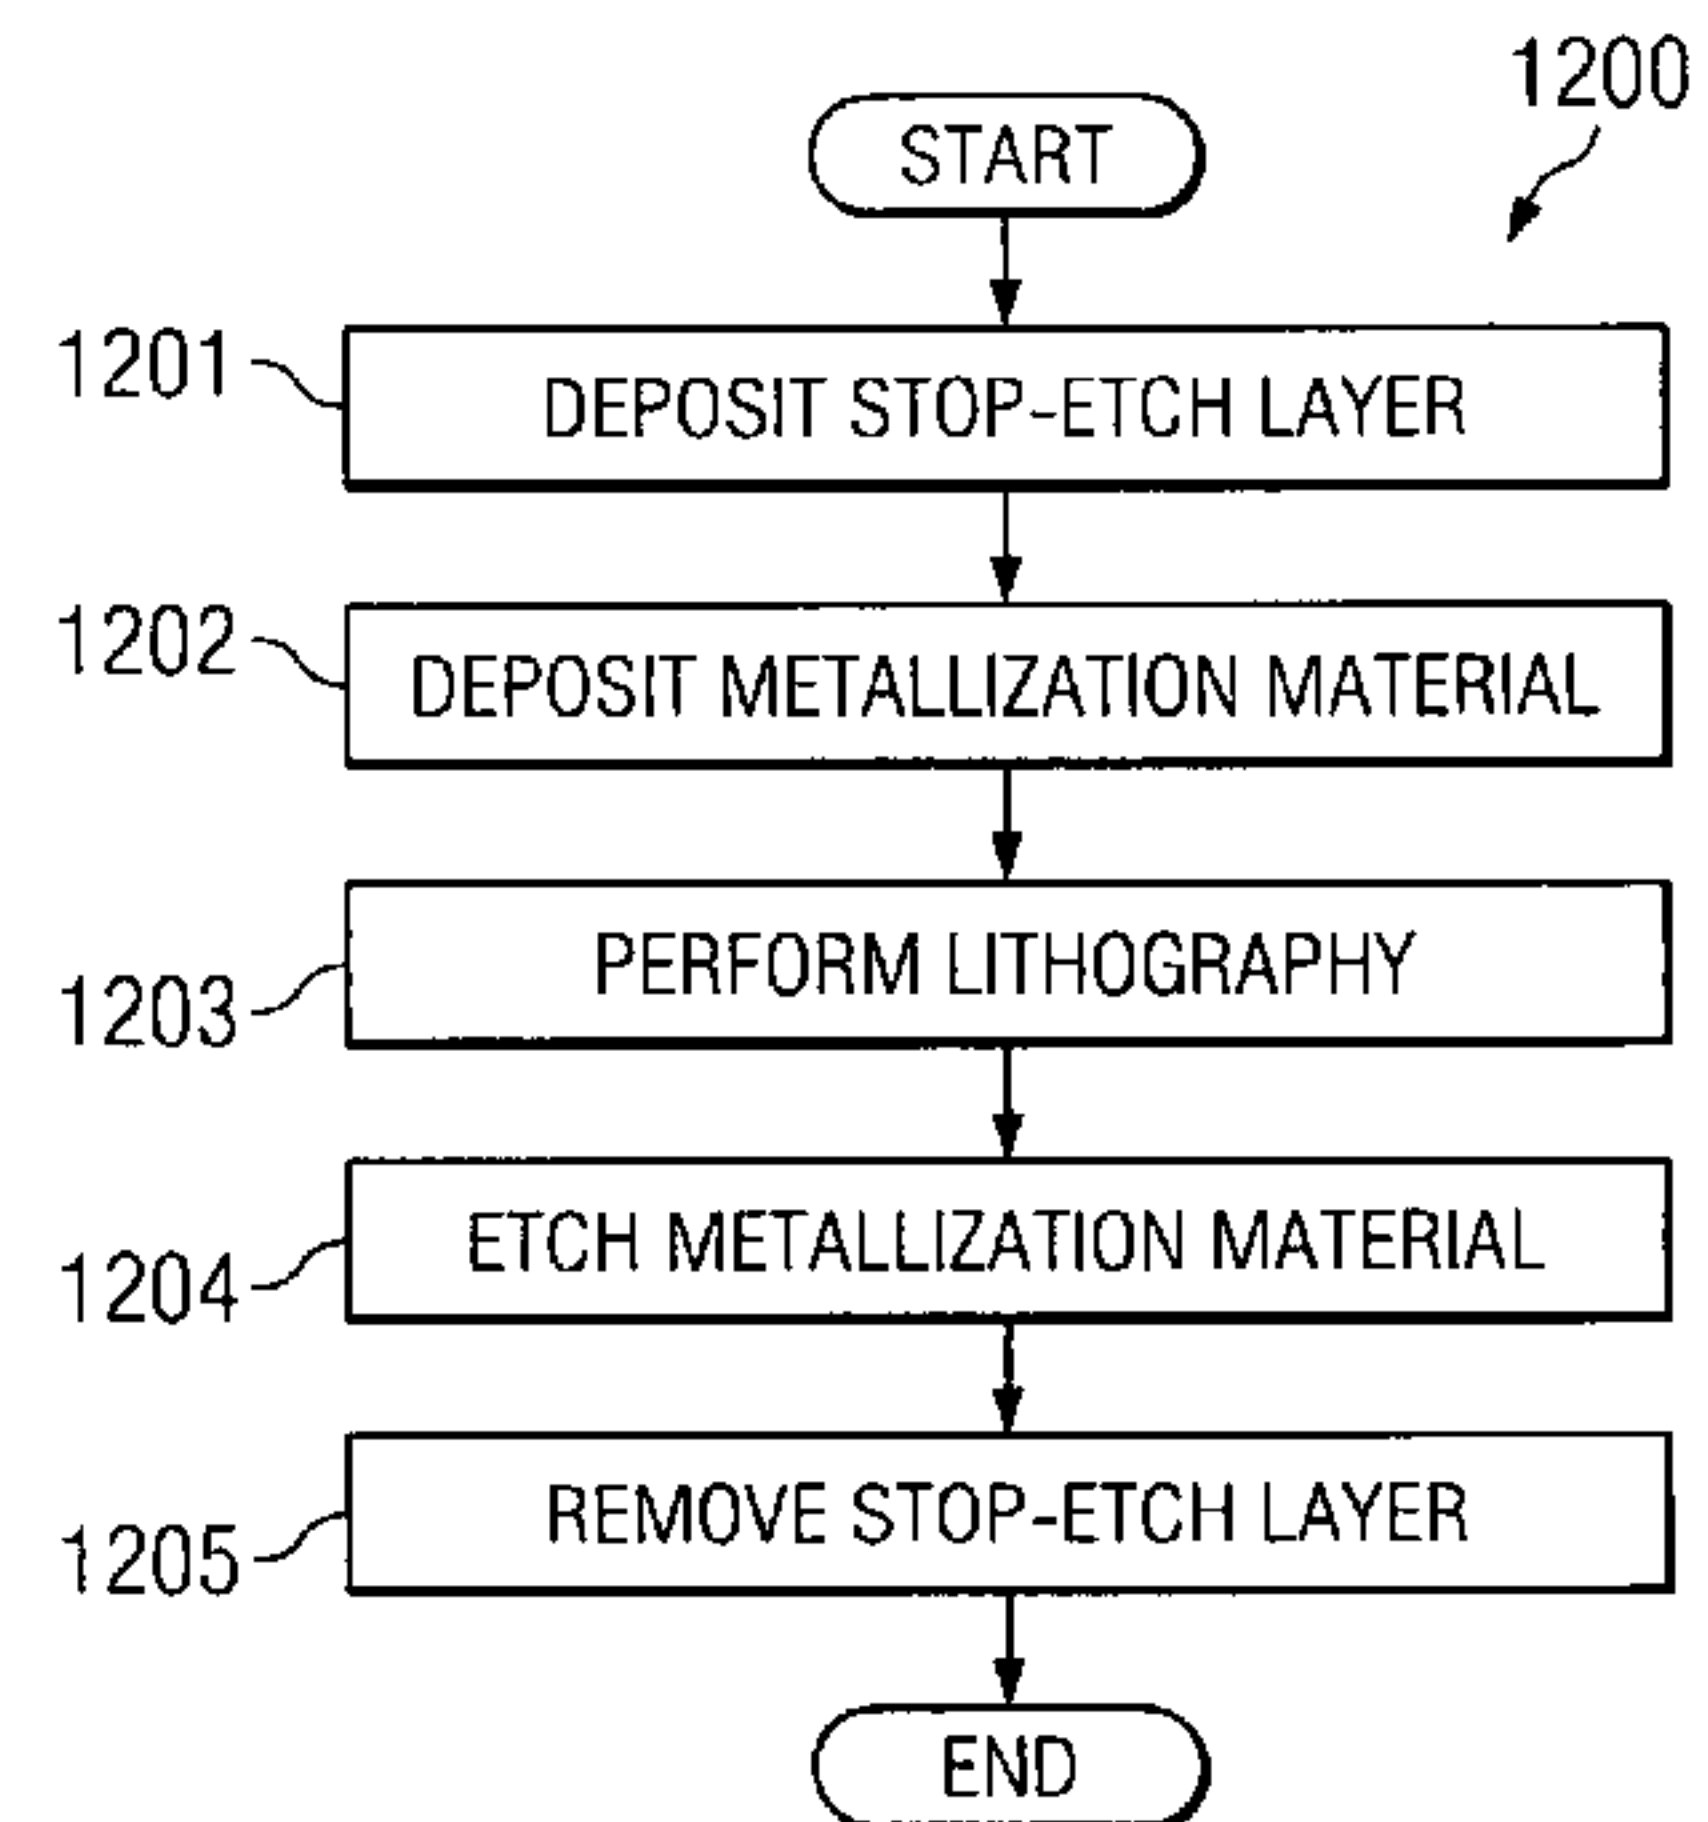 1200
START
1201
DEPOSIT STOP-ETCH LAYER
1202
DEPOSIT METALLIZATION MATERIAL
1203
PERFORM LITHOGRAPHY
1204
ETCH METALLIZATION MATERIAL
1205
REMOVE STOP-ETCH LAYER
END